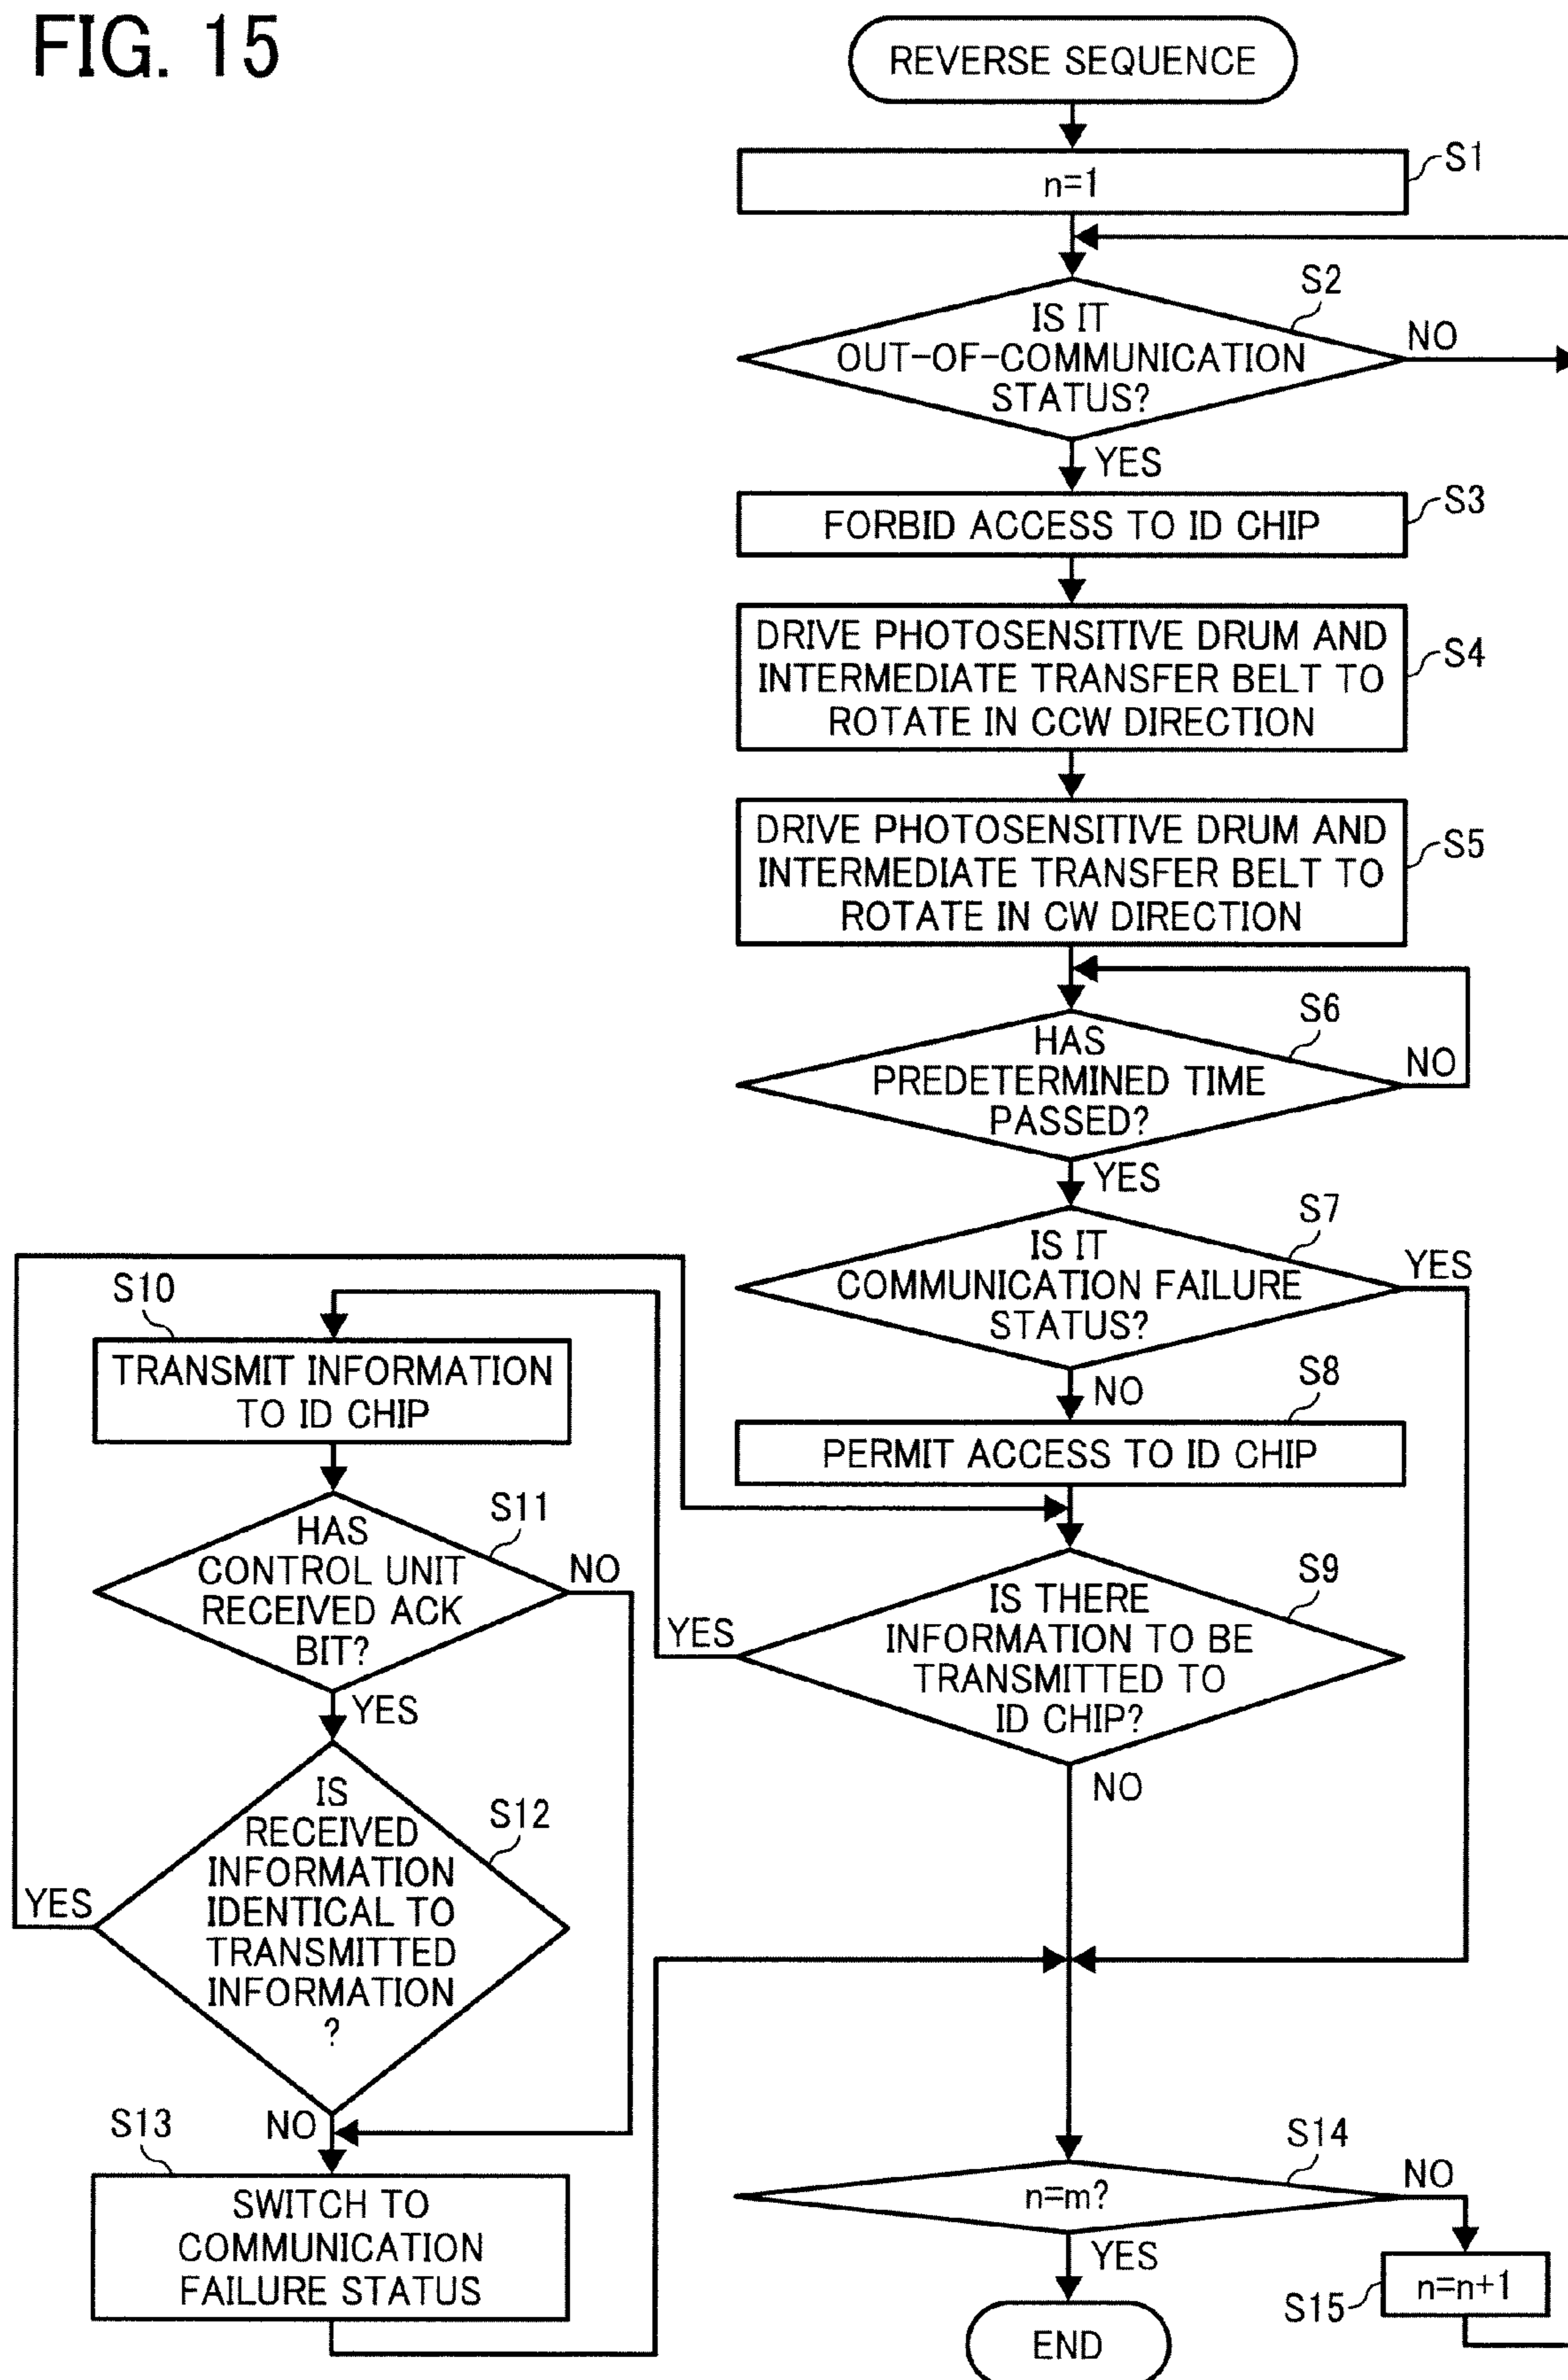 FIG. 15
REVERSE SEQUENCE
S1
n=1
S2
IS IT
OUT-OF-COMMUNICATION
STATUS?
NO
YES
S3
FORBID ACCESS TO ID CHIP
S4
DRIVE PHOTOSENSITIVE DRUM AND
INTERMEDIATE TRANSFER BELT TO
ROTATE IN CCW DIRECTION
S5
DRIVE PHOTOSENSITIVE DRUM AND
INTERMEDIATE TRANSFER BELT TO
ROTATE IN CW DIRECTION
S6
HAS
PREDETERMINED TIME
PASSED?
NO
YES
S7
IS IT
COMMUNICATION FAILURE
STATUS?
YES
NO
S8
PERMIT ACCESS TO ID CHIP
S9
IS THERE
INFORMATION TO BE
TRANSMITTED TO
ID CHIP?
YES
NO
S10
TRANSMIT INFORMATION
TO ID CHIP
S11
HAS
CONTROL UNIT
RECEIVED ACK
BIT?
NO
YES
S12
IS
RECEIVED
INFORMATION
IDENTICAL TO
TRANSMITTED
INFORMATION
?
YES
NO
S13
SWITCH TO
COMMUNICATION
FAILURE STATUS
S14
n=m?
NO
YES
S15
n=n+1
END